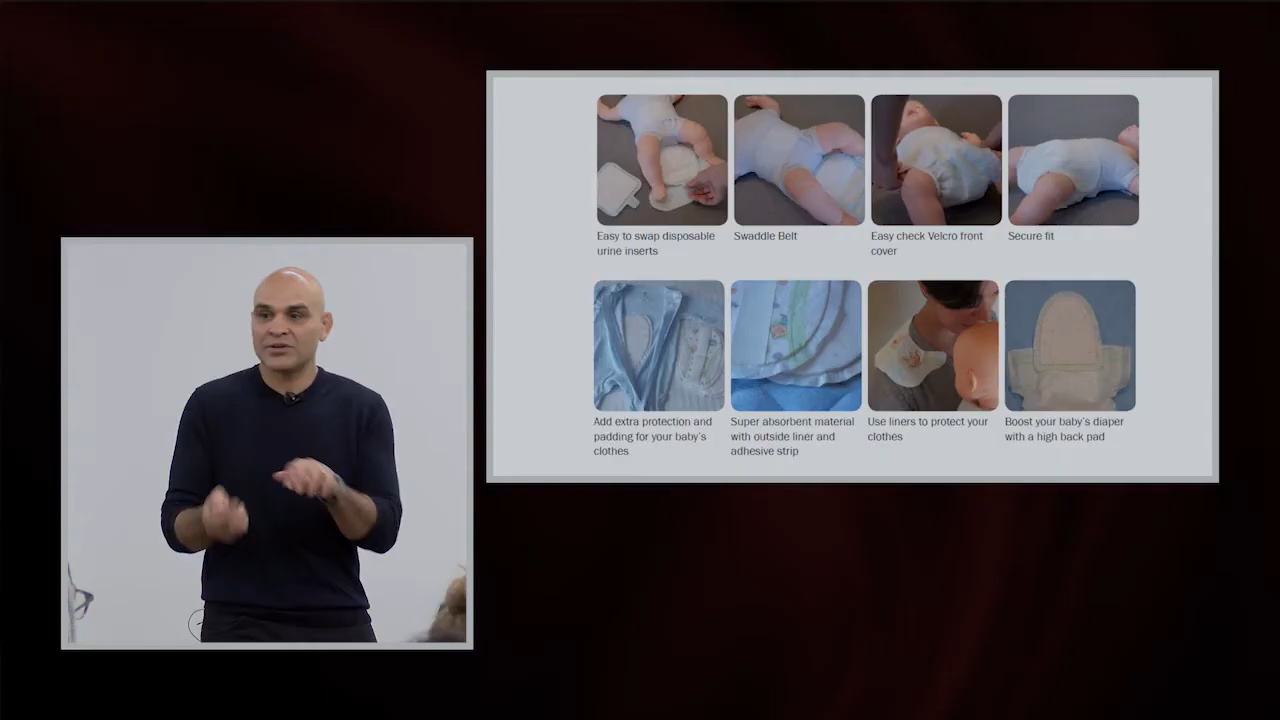 Easy to swap disposable
urine inserts
Swaddle Belt
Easy check Velcro front
cover
Secure fit
Add extra protection and
padding for your baby's
clothes
Super absorbent material
with outside liner and
adhesive strip
Use liners to protect your
clothes
Boost your baby's diaper
with a high back pad